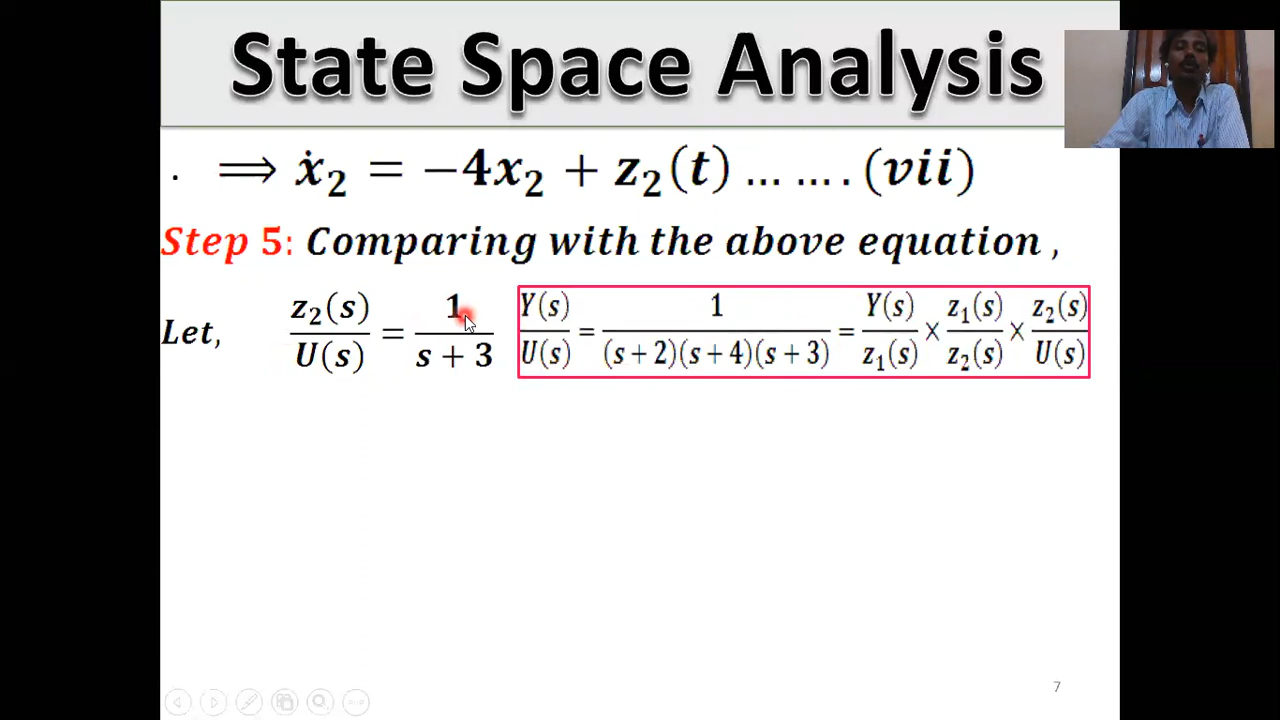 State Space Analysis
. ⟹ ẋ₂ = −4x₂ + z₂(t) … … . (vii)
Step 5: Comparing with the above equation ,
Let, z₂(s)/U(s) = 1/(s + 3) Y(s)/U(s) = 1/((s + 2)(s + 4)(s + 3)) = Y(s)/z₁(s) × z₁(s)/z₂(s) × z₂(s)/U(s)
7